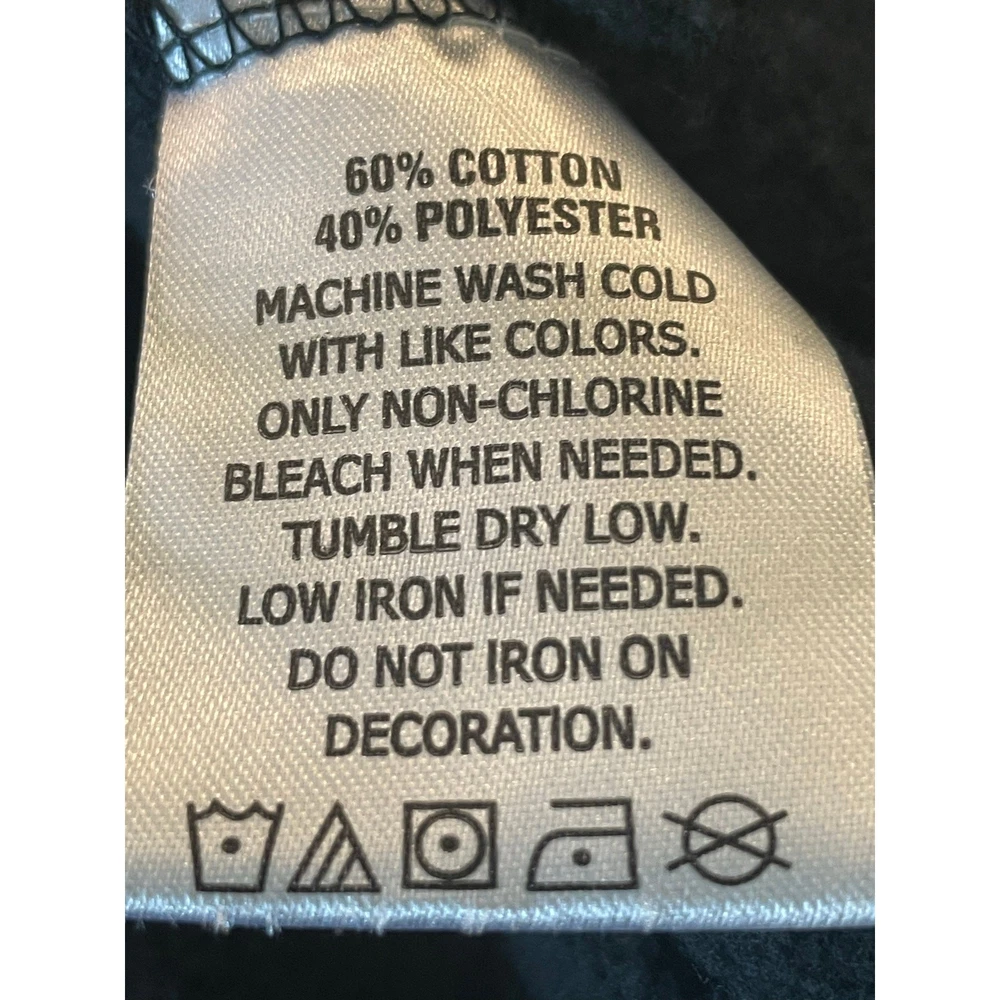 60% COTTON
40% POLYESTER
MACHINE WASH COLD
WITH LIKE COLORS.
ONLY NON-CHLORINE
BLEACH WHEN NEEDED.
TUMBLE DRY LOW.
LOW IRON IF NEEDED.
DO NOT IRON ON
DECORATION.